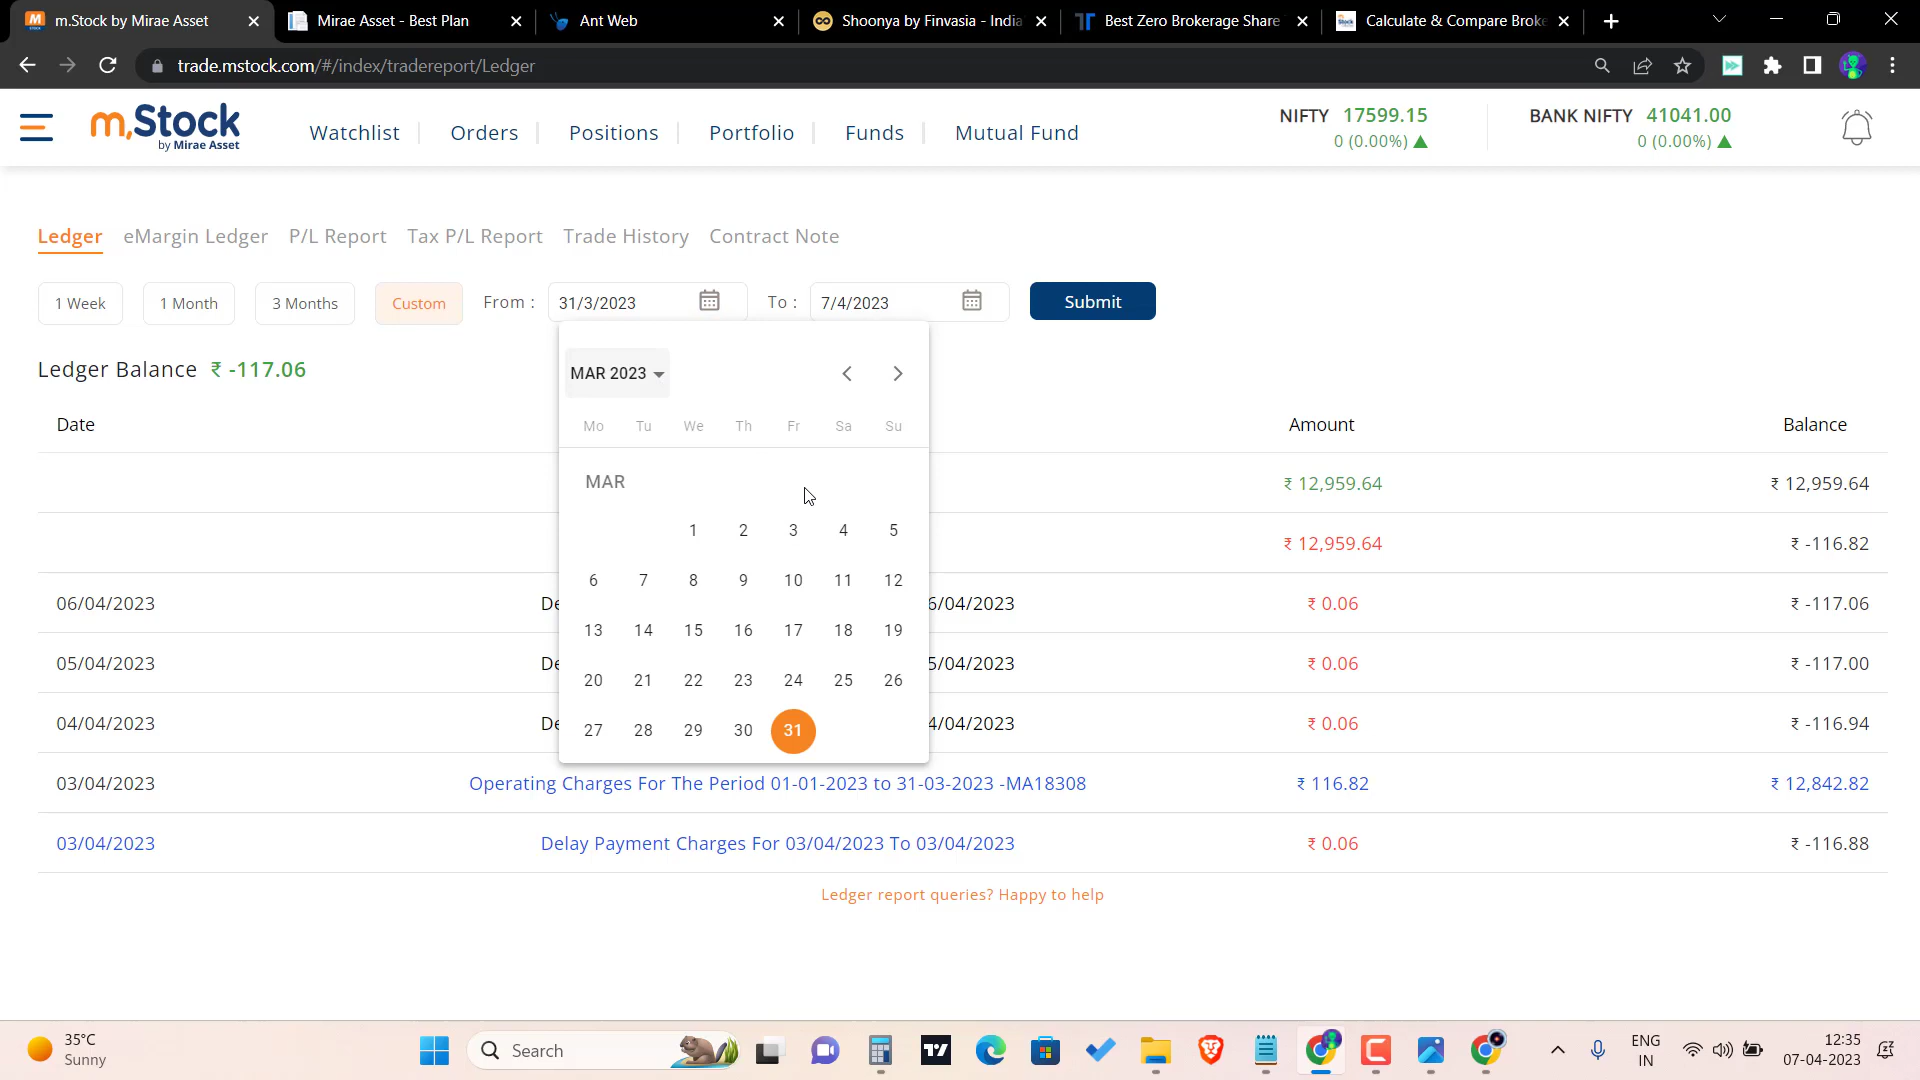 m.Stock by Mirae Asset
Mirae Asset - Best Plan
Ant Web
Shoonya by Finvasia - India
Best Zero Brokerage Share
Calculate & Compare Broke
trade.mstock.com/#/index/tradereport/Ledger
m.Stock
by Mirae Asset
Watchlist
Orders
Positions
Portfolio
Funds
Mutual Fund
NIFTY 17599.15
0 (0.00%)
BANK NIFTY 41041.00
0 (0.00%)
Ledger
eMargin Ledger
P/L Report
Tax P/L Report
Trade History
Contract Note
1 Week
1 Month
3 Months
Custom
From :
31/3/2023
To :
7/4/2023
Submit
Ledger Balance ₹ -117.06
MAR 2023
Mo Tu We Th Fr Sa Su
MAR
1 2 3 4 5
6 7 8 9 10 11 12
13 14 15 16 17 18 19
20 21 22 23 24 25 26
27 28 29 30 31
Date Amount Balance
₹ 12,959.64 ₹ 12,959.64
₹ 12,959.64 ₹ -116.82
06/04/2023 De 6/04/2023 ₹ 0.06 ₹ -117.06
05/04/2023 De 5/04/2023 ₹ 0.06 ₹ -117.00
04/04/2023 De 4/04/2023 ₹ 0.06 ₹ -116.94
03/04/2023 Operating Charges For The Period 01-01-2023 to 31-03-2023 -MA18308 ₹ 116.82 ₹ 12,842.82
03/04/2023 Delay Payment Charges For 03/04/2023 To 03/04/2023 ₹ 0.06 ₹ -116.88
Ledger report queries? Happy to help
35°C
Sunny
Search
ENG
IN
12:35
07-04-2023